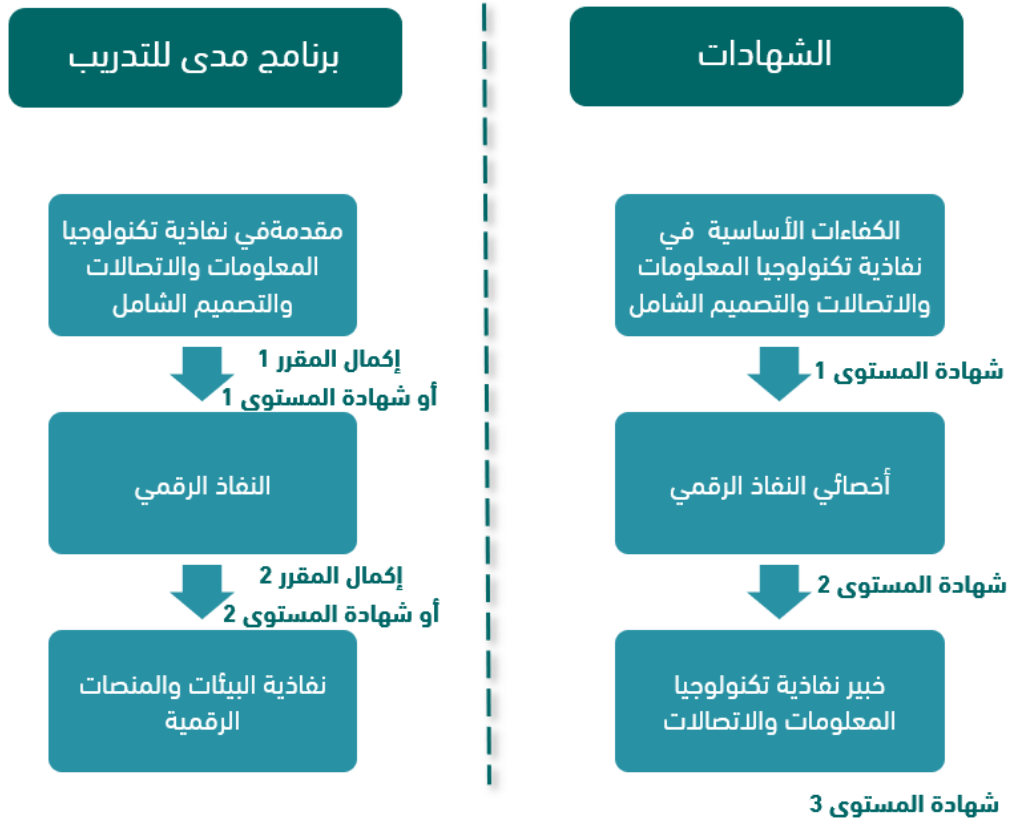 الشهادات
الكفاءات الأساسية في
نفاذية تكنولوجيا المعلومات
والاتصالات والتصميم الشامل
شهادة المستوى 1
أخصائي النفاذ الرقمي
شهادة المستوى 2
خبير نفاذية تكنولوجيا
المعلومات والاتصالات
شهادة المستوى 3
برنامج مدى للتدريب
مقدمةفي نفاذية تكنولوجيا
المعلومات والاتصالات
والتصميم الشامل
إكمال المقرر 1
أو شهادة المستوى 1
النفاذ الرقمي
إكمال المقرر 2
أو شهادة المستوى 2
نفاذية البيئات والمنصات
الرقمية